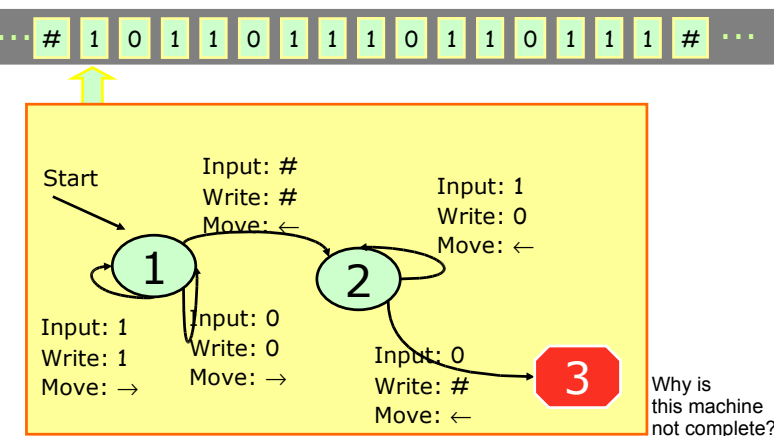 ··· # 1 0 1 1 0 1 1 1 0 1 1 0 1 1 1 # ···
Start
Input: #
Write: #
Move: ←
Input: 1
Write: 0
Move: ←
1
2
Input: 1
Write: 1
Move: →
Input: 0
Write: 0
Move: →
Input: 0
Write: #
Move: ←
3
Why is
this machine
not complete?